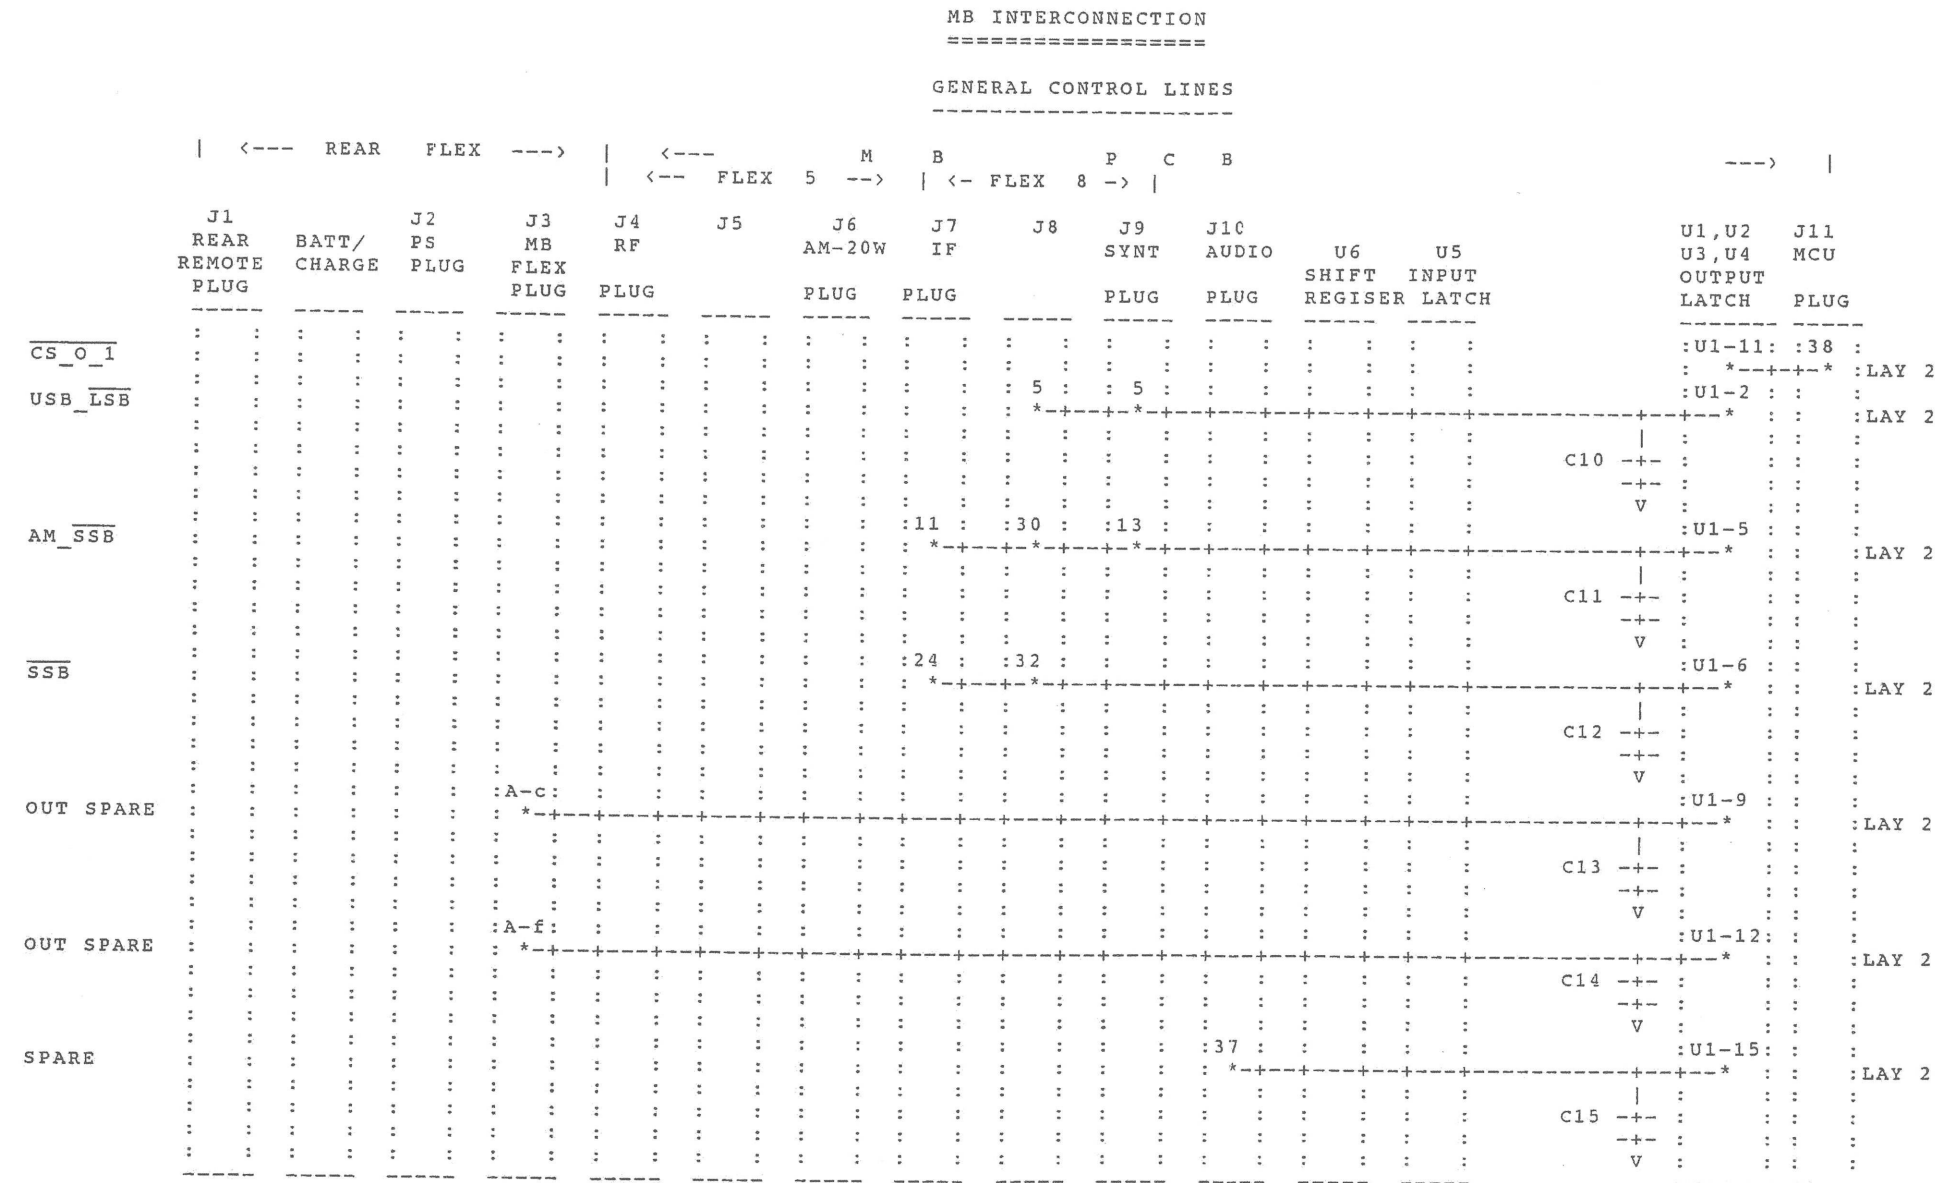 MB INTERCONNECTION
==================
GENERAL CONTROL LINES
---------------------
| <--- REAR FLEX ---> | <--- M B P C B ---> |
| <-- FLEX 5 --> | <- FLEX 8 -> |
J1 J2 J3 J4 J5 J6 J7 J8 J9 J10 U1,U2 J11
REAR BATT/ PS MB RF AM-20W IF SYNT AUDIO U6 U5 U3,U4 MCU
REMOTE CHARGE PLUG FLEX SHIFT INPUT OUTPUT
PLUG PLUG PLUG PLUG PLUG PLUG PLUG REGISER LATCH LATCH PLUG
CS_O_1 :U1-11: :38 :
*--+-+-* :LAY 2
USB_LSB 5 5 :U1-2
*-+--+-*-+--+----+--+----+--+----+------------+--+--* :LAY 2
|
C10 -+-
-+-
V
AM_SSB :11 : :30 : :13 : :U1-5
*-+--+-*-+--+-*-+--+----+--+----+--+----+------------+--+--* :LAY 2
|
C11 -+-
-+-
V
SSB :24 : :32 : :U1-6
*-+--+-*-+--+----+--+----+--+----+--+----+------------+--+--* :LAY 2
|
C12 -+-
-+-
V
OUT SPARE :A-c: :U1-9
*-+--+----+--+----+--+----+--+----+--+----+--+----+--+----+--+----+--+----+------------+--+--* :LAY 2
|
C13 -+-
-+-
V
OUT SPARE :A-f: :U1-12:
*-+--+----+--+----+--+----+--+----+--+----+--+----+--+----+--+----+--+----+------------+--+--* :LAY 2
C14 -+-
-+-
V
SPARE :37 : :U1-15:
*-+--+----+--+----+------------+--+--* :LAY 2
|
C15 -+-
-+-
V